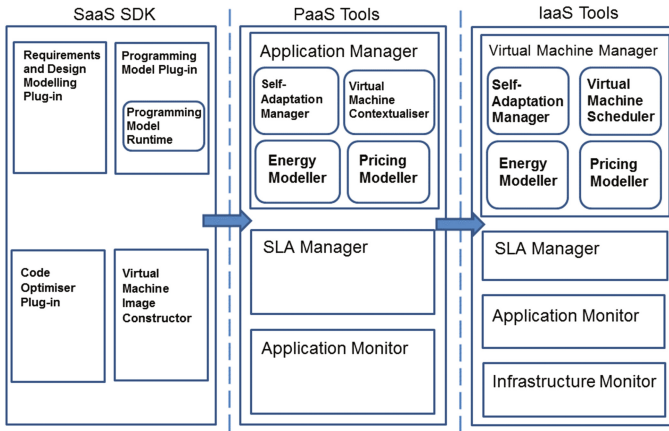 SaaS SDK
Requirements
and Design
Modelling
Plug-in
Programming
Model Plug-in
Programming
Model
Runtime
Code
Optimiser
Plug-in
Virtual
Machine
Image
Constructor
PaaS Tools
Application Manager
Self-
Adaptation
Manager
Virtual
Machine
Contextualiser
Energy
Modeller
Pricing
Modeller
SLA Manager
Application Monitor
IaaS Tools
Virtual Machine Manager
Self-
Adaptation
Manager
Virtual
Machine
Scheduler
Energy
Modeller
Pricing
Modeller
SLA Manager
Application Monitor
Infrastructure Monitor